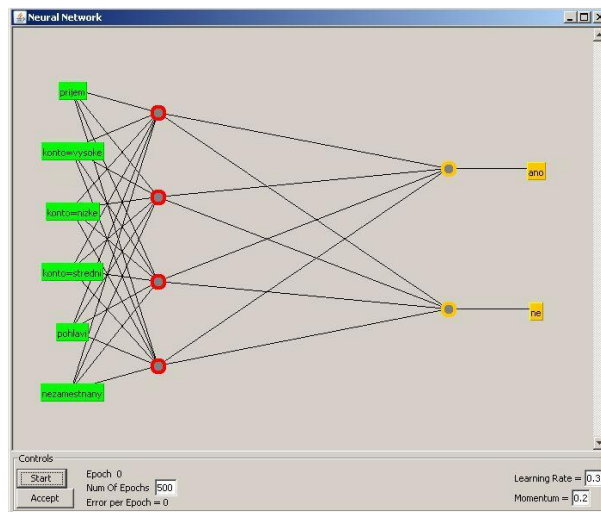 Neural Network
prijem
konto=vysoke
konto=nizke
konto=stredni
pohlavi
nezamestnany
ano
ne
Controls
Start
Accept
Epoch 0
Num Of Epochs 500
Error per Epoch = 0
Learning Rate = 0.3
Momentum = 0.2